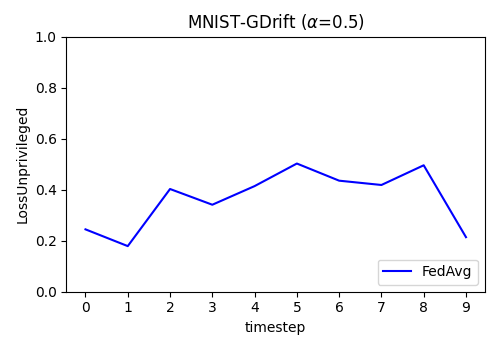 MNIST-GDrift (α=0.5)
LossUnprivileged
1.0
0.8
0.6
0.4
0.2
0.0
0 1 2 3 4 5 6 7 8 9
timestep
FedAvg